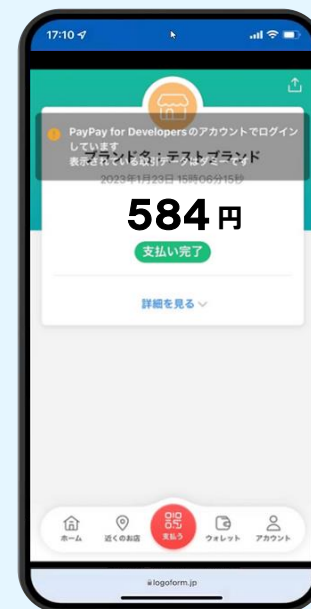 17:10
PayPay for Developersのアカウントでログイン
しています
表示されている取引データはダミーです
ブランド名：テストブランド
2023年1月23日 15時06分15秒
584円
支払い完了
詳細を見る
ホーム
近くのお店
支払う
ウォレット
アカウント
logoform.jp